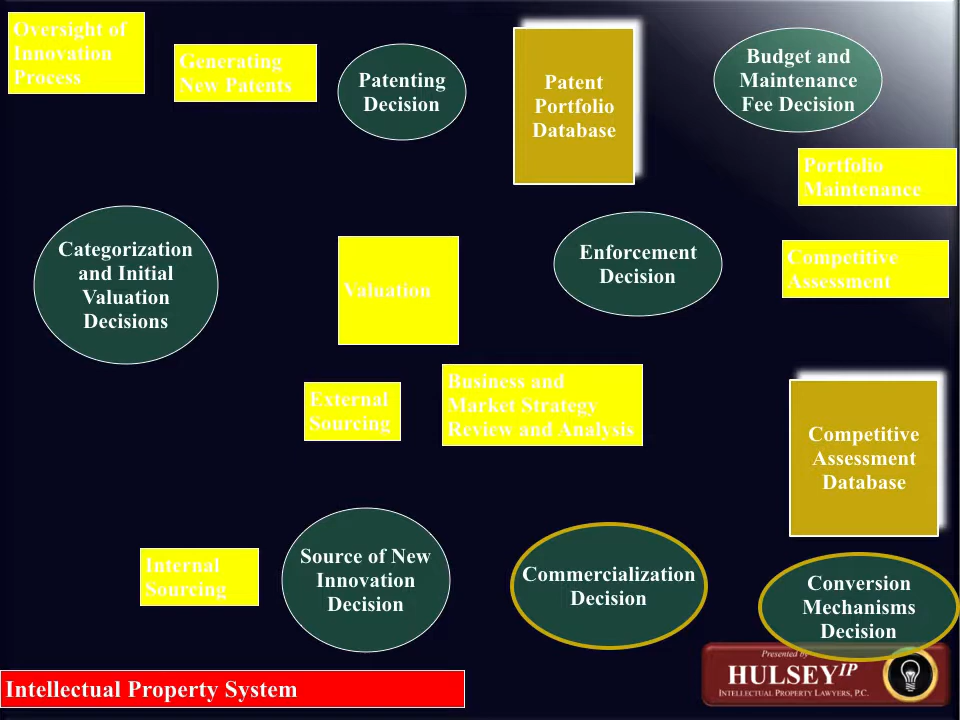 Oversight of
Innovation
Process
Generating
New Patents
Patenting
Decision
Patent
Portfolio
Database
Budget and
Maintenance
Fee Decision
Portfolio
Maintenance
Categorization
and Initial
Valuation
Decisions
Valuation
Enforcement
Decision
Competitive
Assessment
External
Sourcing
Business and
Market Strategy
Review and Analysis
Competitive
Assessment
Database
Internal
Sourcing
Source of New
Innovation
Decision
Commercialization
Decision
Conversion
Mechanisms
Decision
Intellectual Property System
Presented by
HULSEY IP
INTELLECTUAL PROPERTY LAWYERS, P.C.